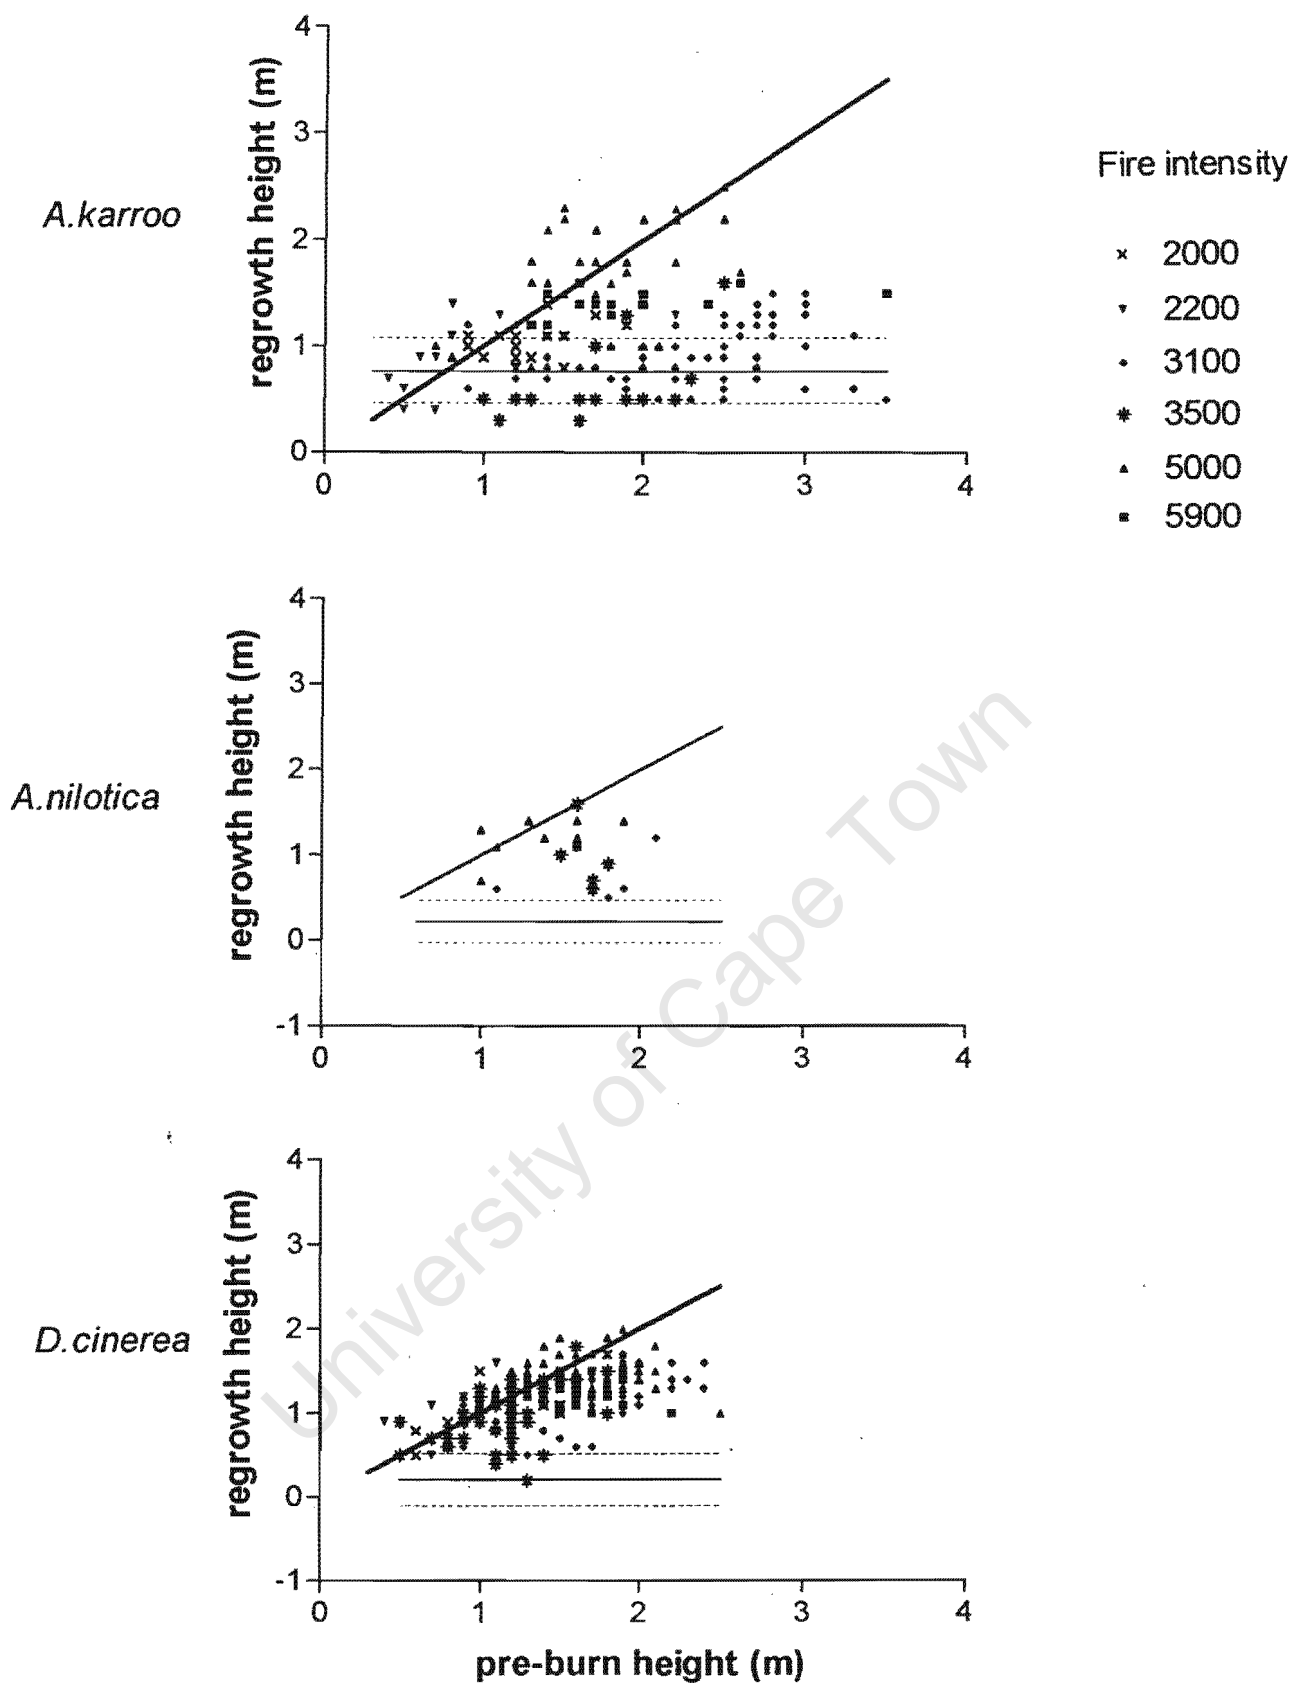 A.karroo
regrowth height (m)
4
3
2
1
0
0 1 2 3 4
Fire intensity
2000
2200
3100
3500
5000
5900
A.nilotica
regrowth height (m)
4
3
2
1
0
-1
0 1 2 3 4
D.cinerea
regrowth height (m)
4
3
2
1
0
-1
0 1 2 3 4
pre-burn height (m)
University of Cape Town